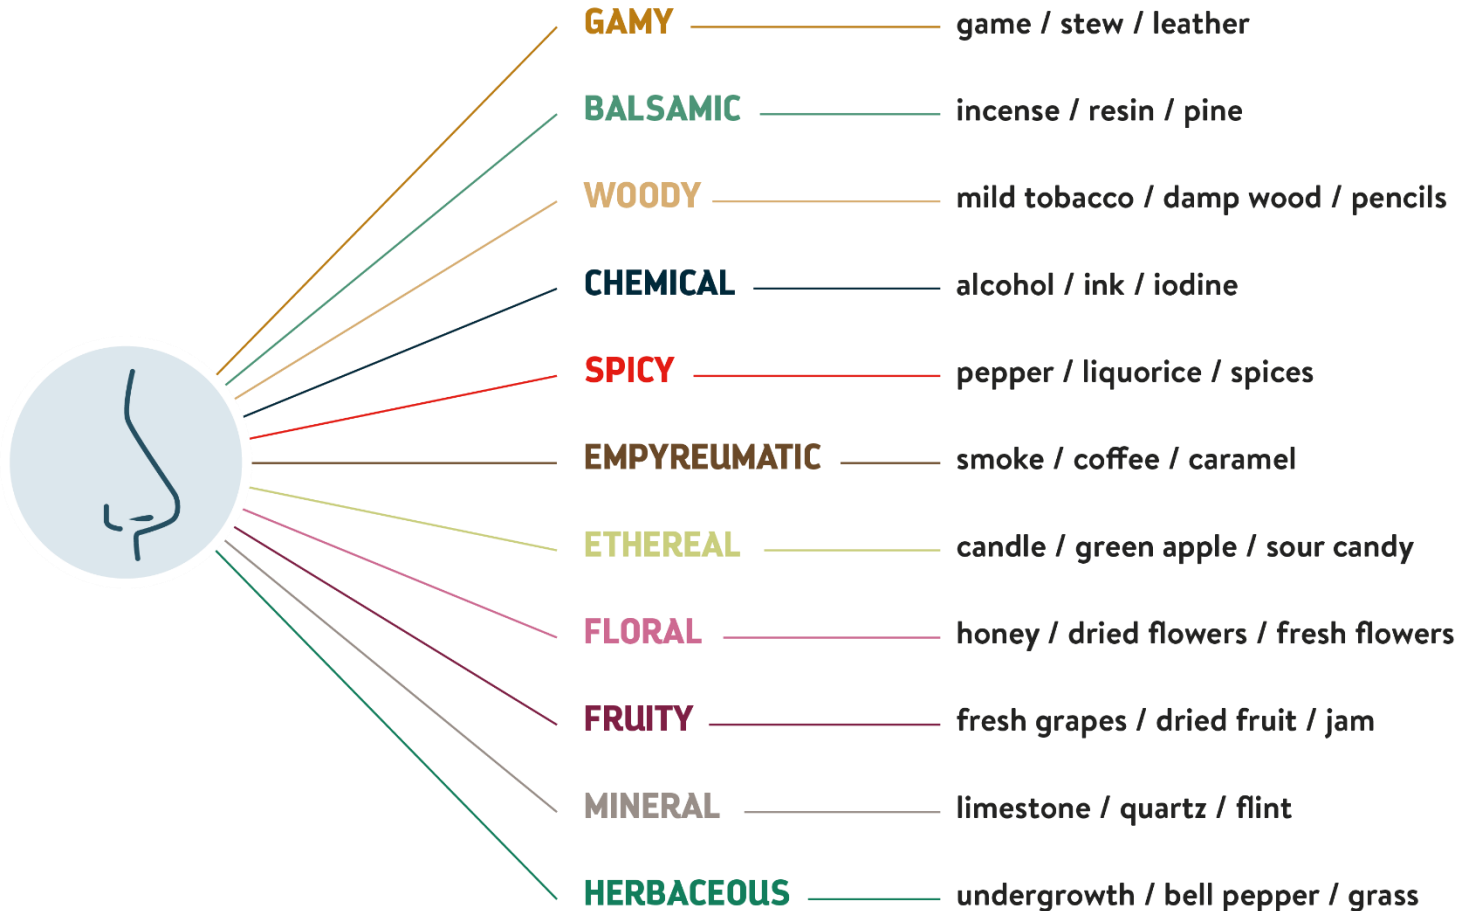 GAMY game / stew / leather
BALSAMIC incense / resin / pine
WOODY mild tobacco / damp wood / pencils
CHEMICAL alcohol / ink / iodine
SPICY pepper / liquorice / spices
EMPYREUMATIC smoke / coffee / caramel
ETHEREAL candle / green apple / sour candy
FLORAL honey / dried flowers / fresh flowers
FRUITY fresh grapes / dried fruit / jam
MINERAL limestone / quartz / flint
HERBACEOUS undergrowth / bell pepper / grass